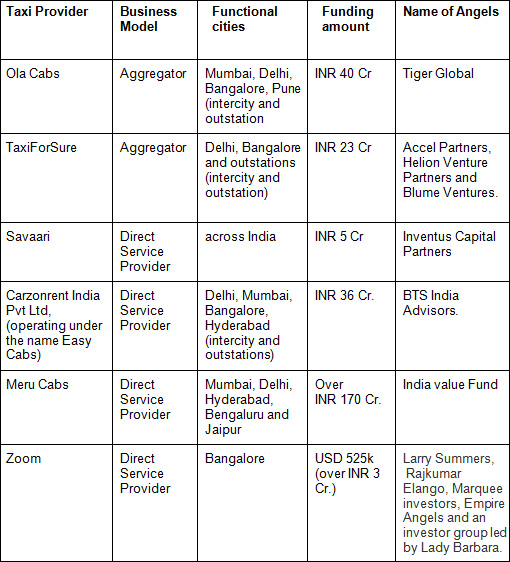 Taxi Provider
Business
Model
Functional
cities
Funding
amount
Name of Angels
Ola Cabs
Aggregator
Mumbai, Delhi,
Bangalore, Pune
(intercity and
outstation
INR 40 Cr
Tiger Global
TaxiForSure
Aggregator
Delhi, Bangalore
and outstations
(intercity and
outstation)
INR 23 Cr
Accel Partners,
Helion Venture
Partners and
Blume Ventures.
Savaari
Direct
Service
Provider
across India
INR 5 Cr
Inventus Capital
Partners
Carzonrent India
Pvt Ltd,
(operating under
the name Easy
Cabs)
Direct
Service
Provider
Delhi, Mumbai,
Bangalore,
Hyderabad
(intercity and
outstations)
INR 36 Cr.
BTS India
Advisors.
Meru Cabs
Direct
Service
Provider
Mumbai, Delhi,
Hyderabad,
Bengaluru and
Jaipur
Over
INR 170 Cr.
India value Fund
Zoom
Direct
Service
Provider
Bangalore
USD 525k
(over INR 3
Cr.)
Larry Summers,
Rajkumar
Elango, Marquee
investors, Empire
Angels and an
investor group led
by Lady Barbara.